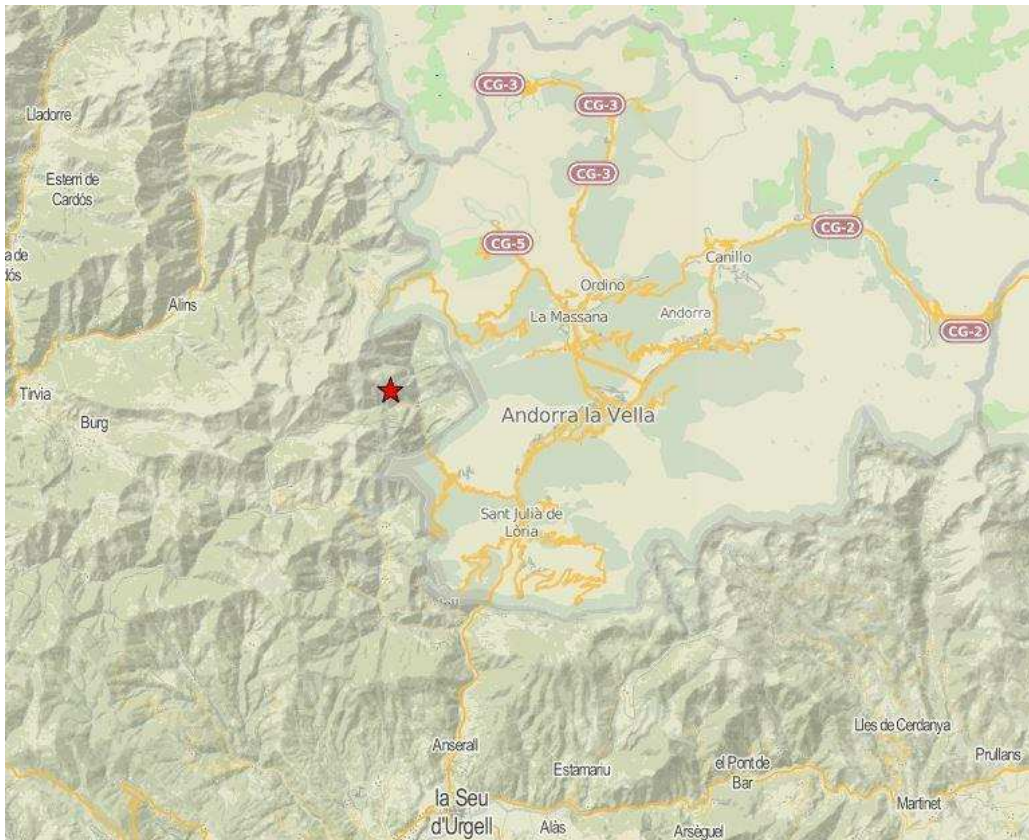 CG-3
CG-3
Lladorre
CG-3
Esterri de
Cardós
CG-2
CG-5
Canillo
Ordino
Alins
La Massana
Andorra
CG-2
Tirvia
Burg
Andorra la Vella
Sant Julià de
Lòria
Lles de Cerdanya
Anserall
Prullans
el Pont de
Bar
Estamariu
la Seu
d'Urgell
Martinet
Alàs
Arsèguel